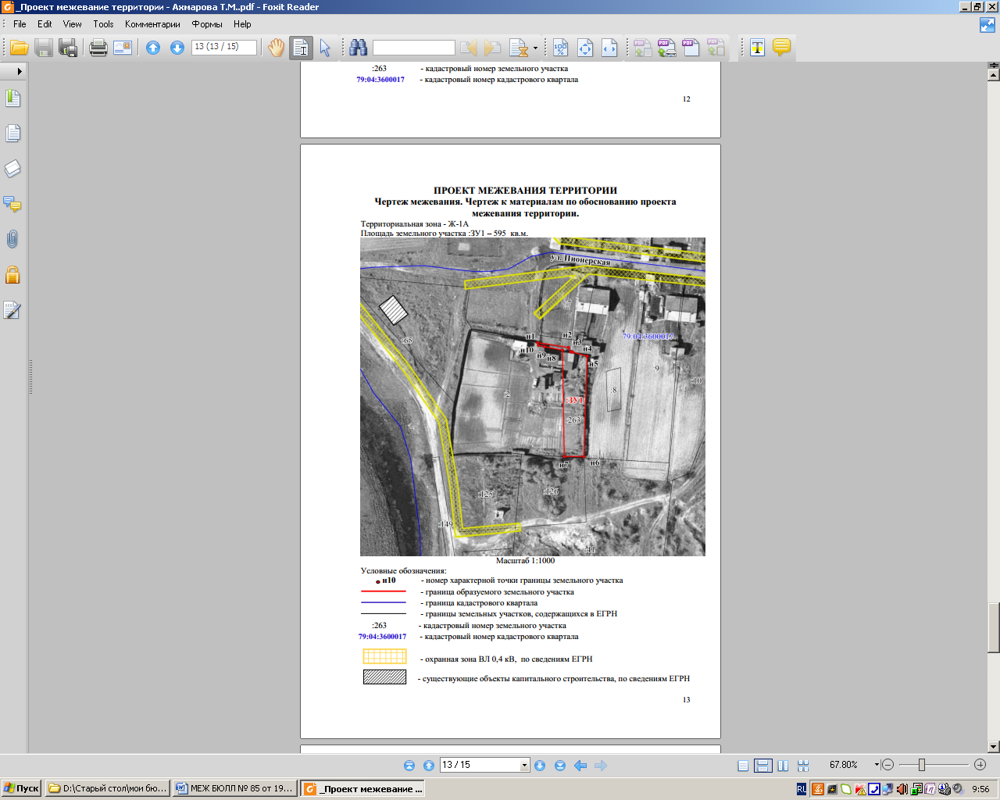 _Проект межевание территории - Ахмарова Т.М..pdf - Foxit Reader
File Edit View Tools Комментарии Формы Help
13 (13 / 15)
:263 - кадастровый номер земельного участка
79:04:3600017 - кадастровый номер кадастрового квартала
12
ПРОЕКТ МЕЖЕВАНИЯ ТЕРРИТОРИИ
Чертеж межевания. Чертеж к материалам по обоснованию проекта
межевания территории.
Территориальная зона - Ж-1А
Площадь земельного участка :ЗУ1 – 595 кв.м.
ул. Пионерская
:7
н1 н2
79:04:3600017
:65
н3
н10 н4
н9 н8
н5
:9
:10
:2
:8
:ЗУ1
:263
н7 н6
:125 :126
:149
Масштаб 1:1000
Условные обозначения:
н10 - номер характерной точки границы земельного участка
- граница образуемого земельного участка
- граница кадастрового квартала
- границы земельных участков, содержащихся в ЕГРН
:263 - кадастровый номер земельного участка
79:04:3600017 - кадастровый номер кадастрового квартала
- охранная зона ВЛ 0,4 кВ, по сведениям ЕГРН
- существующие объекты капитального строительства, по сведениям ЕГРН
13
13 / 15
67.80%
Пуск D:\Старый стол\мои бю... МЕЖ БЮЛЛ № 85 от 19... _Проект межевание ... RU 9:56